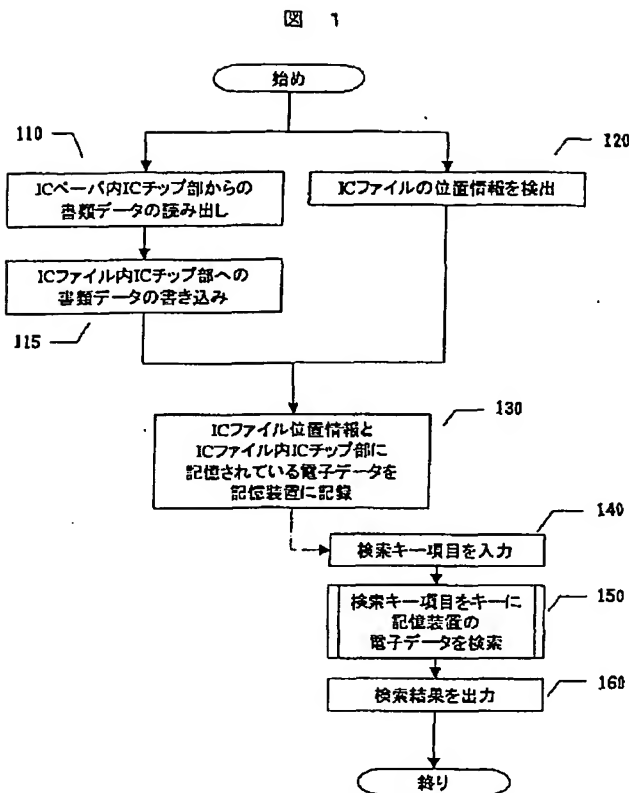 図 1
始め
110
ICペーパ内ICチップ部からの
書類データの読み出し
120
ICファイルの位置情報を検出
ICファイル内ICチップ部への
書類データの書き込み
115
130
ICファイル位置情報と
ICファイル内ICチップ部に
記憶されている電子データを
記憶装置に記録
140
検索キー項目を入力
検索キー項目をキーに
記憶装置の
電子データを検索
150
検索結果を出力
160
終り